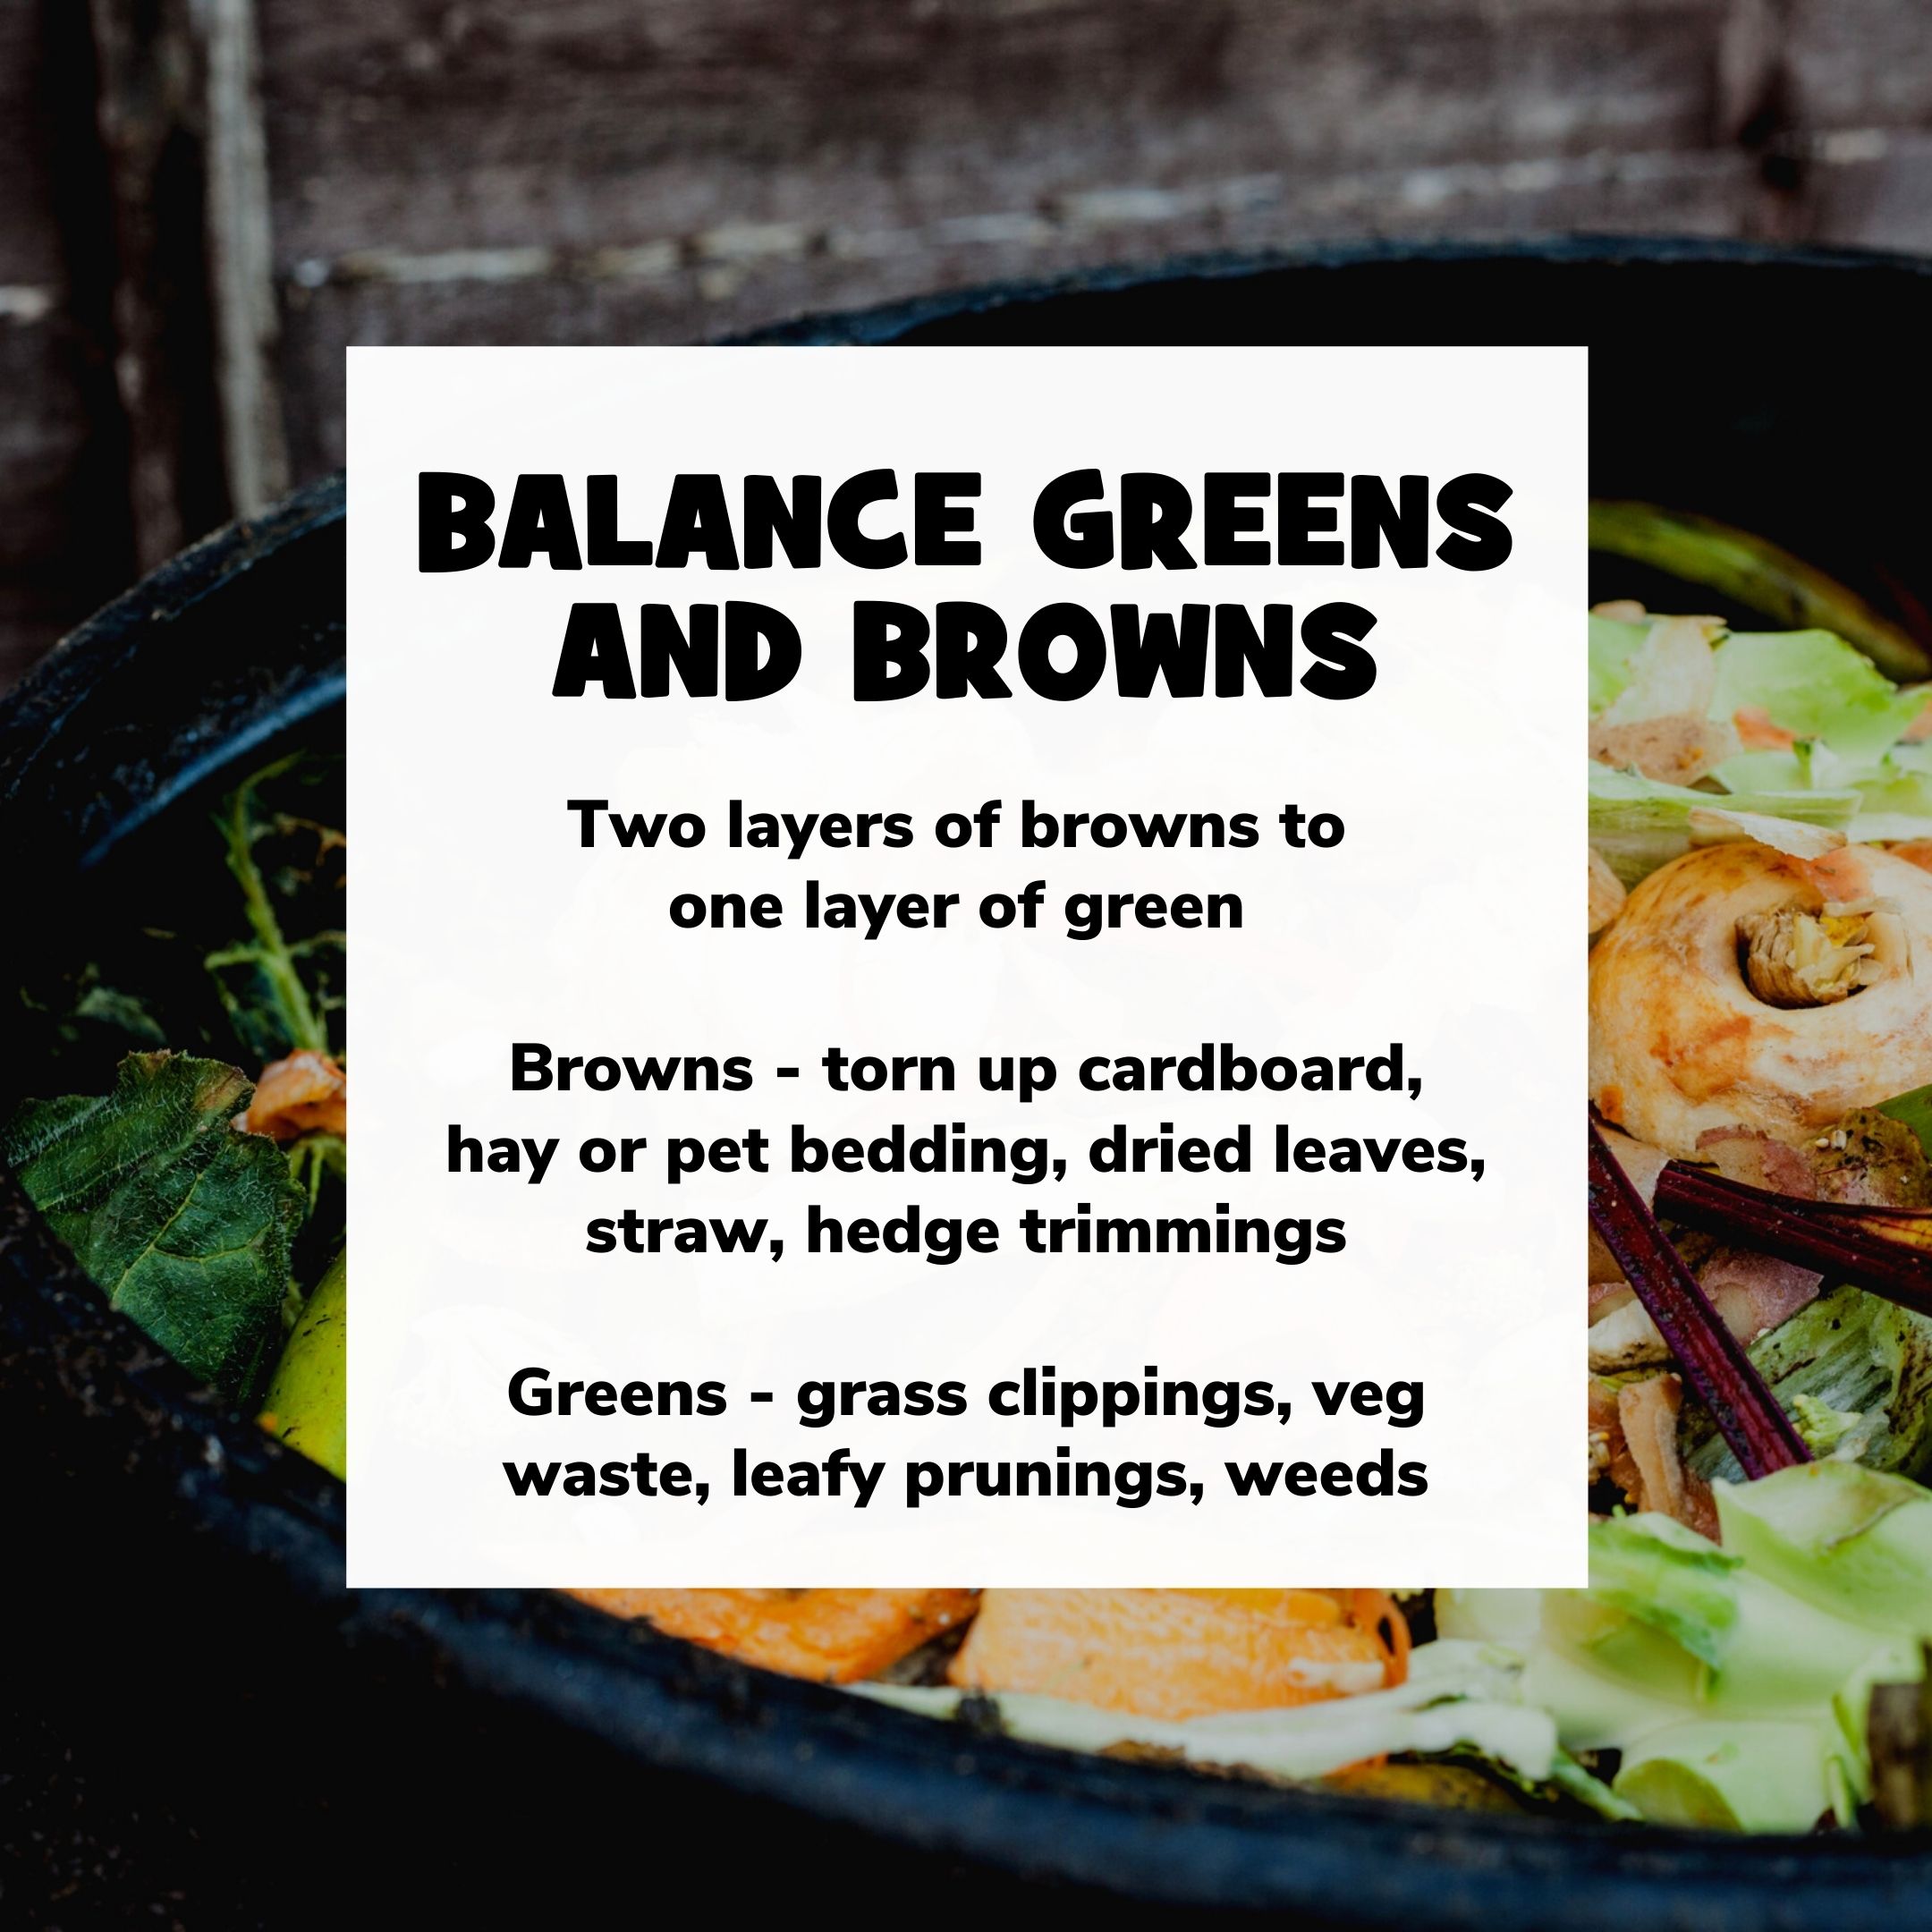 BALANCE GREENS
AND BROWNS
Two layers of browns to
one layer of green
Browns - torn up cardboard,
hay or pet bedding, dried leaves,
straw, hedge trimmings
Greens - grass clippings, veg
waste, leafy prunings, weeds